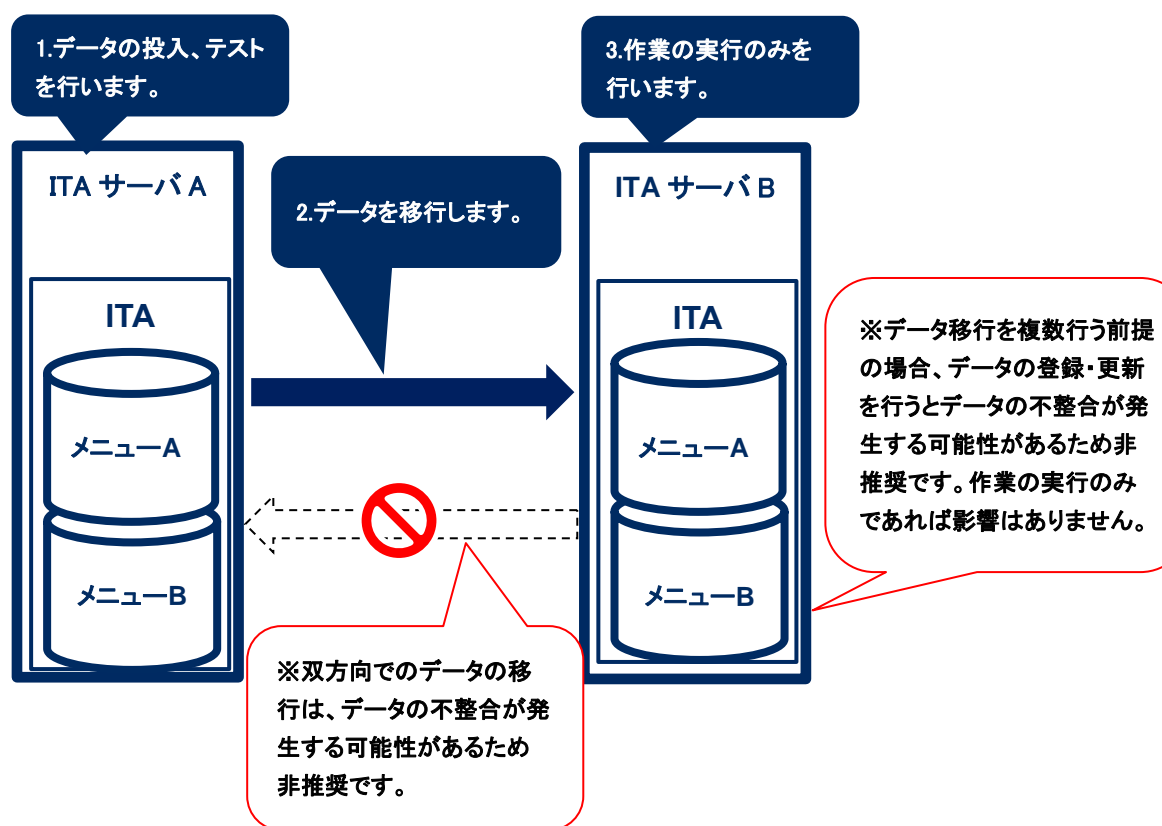 1.データの投入、テスト
を行います。
3.作業の実行のみを
行います。
ITA サーバ A
2.データを移行します。
ITA サーバ B
ITA
メニューA
メニューB
ITA
メニューA
メニューB
※データ移行を複数行う前提
の場合、データの登録・更新
を行うとデータの不整合が発
生する可能性があるため非
推奨です。作業の実行のみ
であれば影響はありません。
※双方向でのデータの移
行は、データの不整合が発
生する可能性があるため
非推奨です。